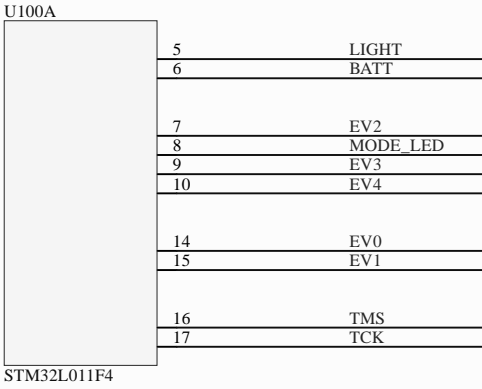 U100A
5 LIGHT
6 BATT
7 EV2
8 MODE_LED
9 EV3
10 EV4
14 EV0
15 EV1
16 TMS
17 TCK
STM32L011F4